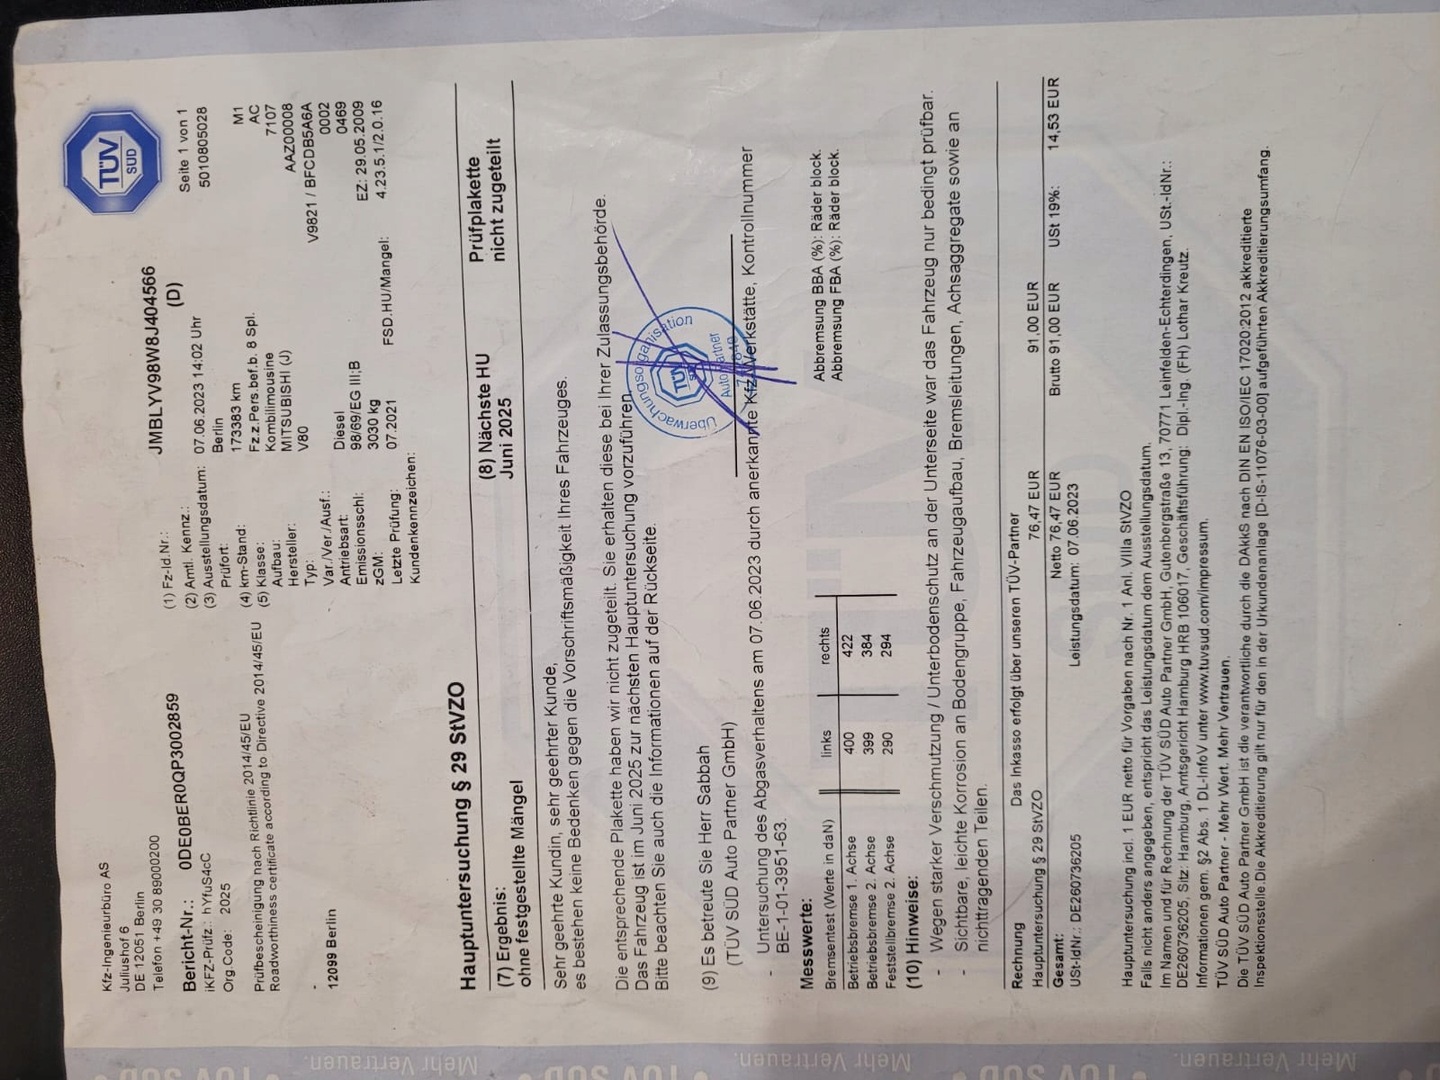 TÜV
SÜD
Kfz-Ingenieurbüro AS
Juliushof 6
DE 12051 Berlin
Telefon +49 30 89000200
Bericht-Nr.: 0DE0BER0QP3002859
iKFZ-Prüfz.: hYfuS4cC
Org.Code: 2025
Prüfbescheinigung nach Richtlinie 2014/45/EU
Roadworthiness certificate according to Directive 2014/45/EU
-
12099 Berlin
Seite 1 von 1
5010805028
(1) Fz-Id.Nr.: JMBLYV98W8J404566
(2) Amtl. Kennz.: (D)
(3) Ausstellungsdatum: 07.06.2023 14:02 Uhr
Prüfort: Berlin
(4) km-Stand: 173383 km
(5) Klasse: Fz.z.Pers.bef.b. 8 Spl. M1
Aufbau: Kombilimousine AC
Hersteller: MITSUBISHI (J) 7107
Typ: V80 AAZ00008
Var./Ver./Ausf.: V9821 / BFCDB5A6A
Antriebsart: Diesel 0002
Emissionsschl: 98/69/EG III;B 0469
zGM: 3030 kg EZ: 29.05.2009
Letzte Prüfung: 07.2021 FSD.HU/Mangel: 4.23.5.1/2.0.16
Kundenkennzeichen:
Hauptuntersuchung § 29 StVZO
(7) Ergebnis: (8) Nächste HU Prüfplakette
ohne festgestellte Mängel Juni 2025 nicht zugeteilt
Sehr geehrte Kundin, sehr geehrter Kunde,
es bestehen keine Bedenken gegen die Vorschriftsmäßigkeit Ihres Fahrzeuges.
Die entsprechende Plakette haben wir nicht zugeteilt. Sie erhalten diese bei Ihrer Zulassungsbehörde.
Das Fahrzeug ist im Juni 2025 zur nächsten Hauptuntersuchung vorzuführen.
Bitte beachten Sie auch die Informationen auf der Rückseite.
Überwachungsorganisation
TÜV
Auto Partner
(9) Es betreute Sie Herr Sabbah
(TÜV SÜD Auto Partner GmbH)
- Untersuchung des Abgasverhaltens am 07.06.2023 durch anerkannte Kfz-Werkstätte, Kontrollnummer
BE-1-01-3951-63.
Messwerte:
Bremsentest (Werte in daN) links rechts
Betriebsbremse 1. Achse 400 422 Abbremsung BBA (%): Räder block.
Betriebsbremse 2. Achse 399 384 Abbremsung FBA (%): Räder block.
Feststellbremse 2. Achse 290 294
(10) Hinweise:
- Wegen starker Verschmutzung / Unterbodenschutz an der Unterseite war das Fahrzeug nur bedingt prüfbar.
- Sichtbare, leichte Korrosion an Bodengruppe, Fahrzeugaufbau, Bremsleitungen, Achsaggregate sowie an
nichttragenden Teilen.
Rechnung Das Inkasso erfolgt über unseren TÜV-Partner
Hauptuntersuchung § 29 StVZO 76,47 EUR 91,00 EUR
Gesamt: Netto 76,47 EUR Brutto 91,00 EUR USt 19%: 14,53 EUR
USt-IdNr.: DE260736205 Leistungsdatum: 07.06.2023
Hauptuntersuchung incl. 1 EUR netto für Vorgaben nach Nr. 1 Anl. VIIIa StVZO
Falls nicht anders angegeben, entspricht das Leistungsdatum dem Ausstellungsdatum.
Im Namen und für Rechnung der TÜV SÜD Auto Partner GmbH, Gutenbergstraße 13, 70771 Leinfelden-Echterdingen, USt.-IdNr.:
DE260736205, Sitz: Hamburg, Amtsgericht Hamburg HRB 106017, Geschäftsführung: Dipl.-Ing. (FH) Lothar Kreutz.
Informationen gem. §2 Abs. 1 DL-InfoV unter www.tuvsud.com/impressum.
TÜV SÜD Auto Partner - Mehr Wert. Mehr Vertrauen.
Die TÜV SÜD Auto Partner GmbH ist die verantwortliche durch die DAkkS nach DIN EN ISO/IEC 17020:2012 akkreditierte
Inspektionsstelle.Die Akkreditierung gilt nur für den in der Urkundenanlage [D-IS-11076-03-00] aufgeführten Akkreditierungsumfang.
Mehr Vertrauen.
TÜV SÜD
Mehr Vertrauen.
TÜV SÜD
Mehr Vertrauen.
TÜV SÜD
Mehr Vertrauen.